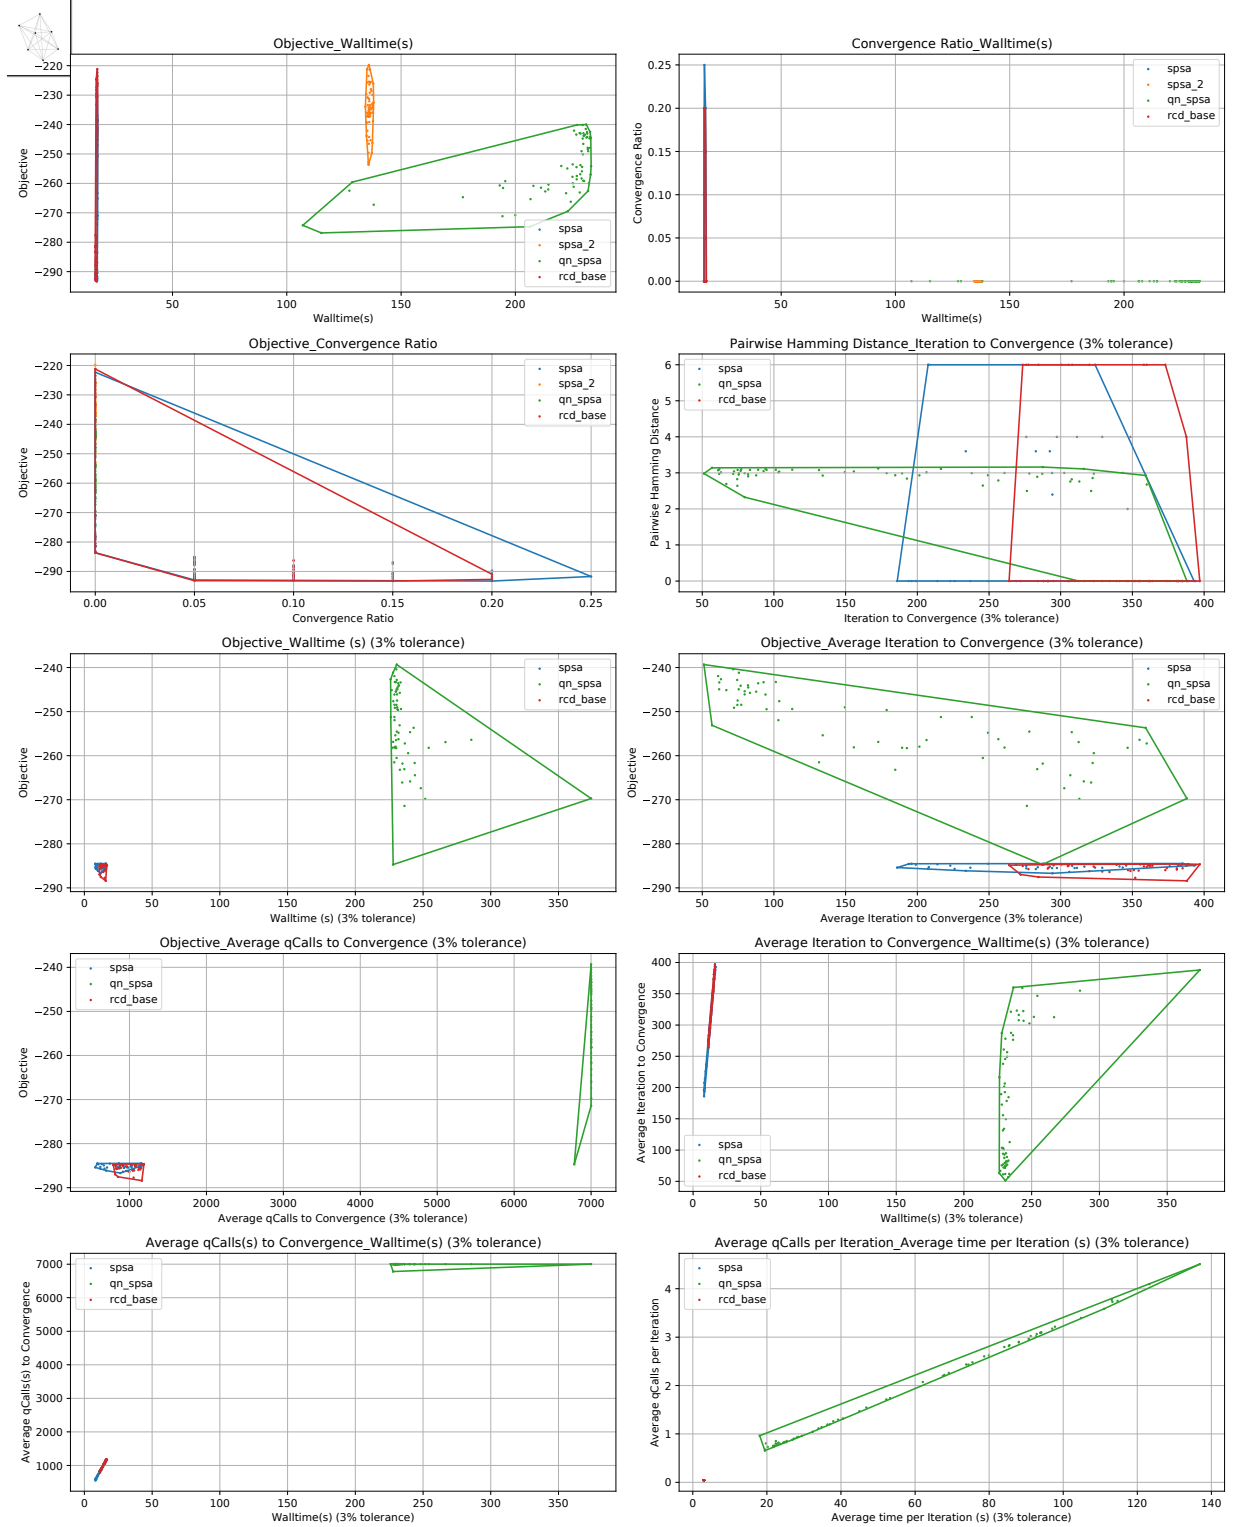 Objective_Walltime(s)
Objective
−220
−230
−240
−250
−260
−270
−280
−290
50
100
150
200
Walltime(s)
spsa
spsa_2
qn_spsa
rcd_base
Convergence Ratio_Walltime(s)
Convergence Ratio
0.25
0.20
0.15
0.10
0.05
0.00
50
100
150
200
Walltime(s)
spsa
spsa_2
qn_spsa
rcd_base
Objective_Convergence Ratio
Objective
−220
−230
−240
−250
−260
−270
−280
−290
0.00
0.05
0.10
0.15
0.20
0.25
Convergence Ratio
spsa
spsa_2
qn_spsa
rcd_base
Pairwise Hamming Distance_Iteration to Convergence (3% tolerance)
Pairwise Hamming Distance
6
5
4
3
2
1
0
50
100
150
200
250
300
350
400
Iteration to Convergence (3% tolerance)
spsa
qn_spsa
rcd_base
Objective_Walltime (s) (3% tolerance)
Objective
−240
−250
−260
−270
−280
−290
0
50
100
150
200
250
300
350
Walltime (s) (3% tolerance)
spsa
qn_spsa
rcd_base
Objective_Average Iteration to Convergence (3% tolerance)
Objective
−240
−250
−260
−270
−280
−290
50
100
150
200
250
300
350
400
Average Iteration to Convergence (3% tolerance)
spsa
qn_spsa
rcd_base
Objective_Average qCalls to Convergence (3% tolerance)
Objective
−240
−250
−260
−270
−280
−290
1000
2000
3000
4000
5000
6000
7000
Average qCalls to Convergence (3% tolerance)
spsa
qn_spsa
rcd_base
Average Iteration to Convergence_Walltime(s) (3% tolerance)
Average Iteration to Convergence
400
350
300
250
200
150
100
50
0
50
100
150
200
250
300
350
Walltime(s) (3% tolerance)
spsa
qn_spsa
rcd_base
Average qCalls(s) to Convergence_Walltime(s) (3% tolerance)
Average qCalls(s) to Convergence
7000
6000
5000
4000
3000
2000
1000
0
50
100
150
200
250
300
350
Walltime(s) (3% tolerance)
spsa
qn_spsa
rcd_base
Average qCalls per Iteration_Average time per Iteration (s) (3% tolerance)
Average qCalls per Iteration
4
3
2
1
0
0
20
40
60
80
100
120
140
Average time per Iteration (s) (3% tolerance)
spsa
qn_spsa
rcd_base